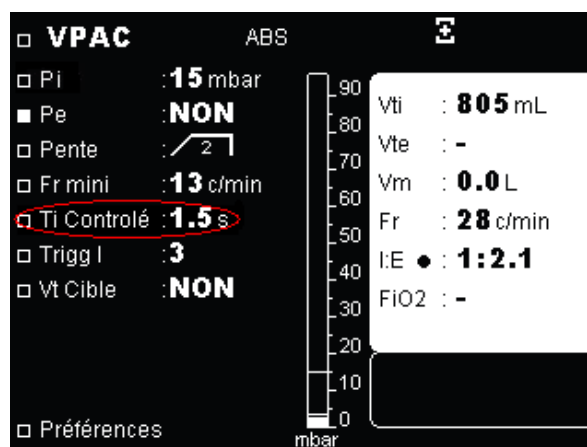 VPAC ABS
Pi :15 mbar
Pe :NON
Pente : 2
Fr mini :13 c/min
Ti Controlé :1.5 s
Trigg I :3
Vt Cible :NON
Préférences
90
80
70
60
50
40
30
20
10
0
mbar
Vti : 805 mL
Vte : -
Vm : 0.0 L
Fr : 28 c/min
I:E : 1:2.1
FiO2 : -